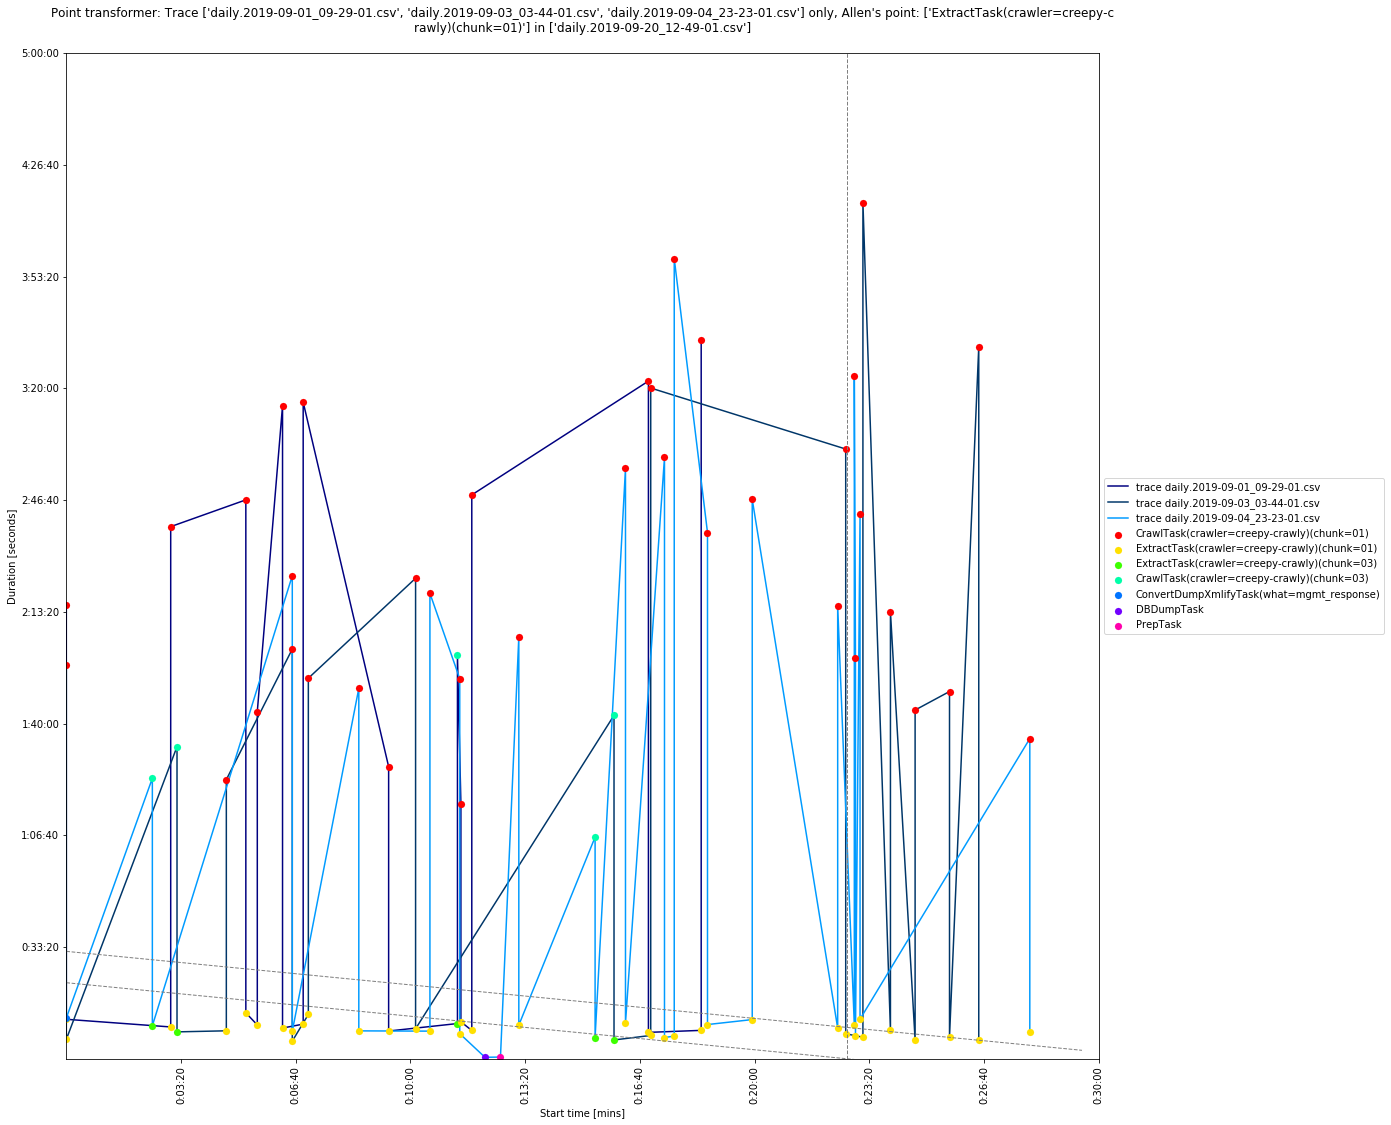 Point transformer: Trace ['daily.2019-09-01_09-29-01.csv', 'daily.2019-09-03_03-44-01.csv', 'daily.2019-09-04_23-23-01.csv'] only, Allen's point: ['ExtractTask(crawler=creepy-c
rawly)(chunk=01)'] in ['daily.2019-09-20_12-49-01.csv']
5:00:00
4:26:40
3:53:20
3:20:00
2:46:40
2:13:20
1:40:00
1:06:40
0:33:20
Duration [seconds]
trace daily.2019-09-01_09-29-01.csv
trace daily.2019-09-03_03-44-01.csv
trace daily.2019-09-04_23-23-01.csv
CrawlTask(crawler=creepy-crawly)(chunk=01)
ExtractTask(crawler=creepy-crawly)(chunk=01)
ExtractTask(crawler=creepy-crawly)(chunk=03)
CrawlTask(crawler=creepy-crawly)(chunk=03)
ConvertDumpXmlifyTask(what=mgmt_response)
DBDumpTask
PrepTask
0:03:20
0:06:40
0:10:00
0:13:20
0:16:40
0:20:00
0:23:20
0:26:40
0:30:00
Start time [mins]